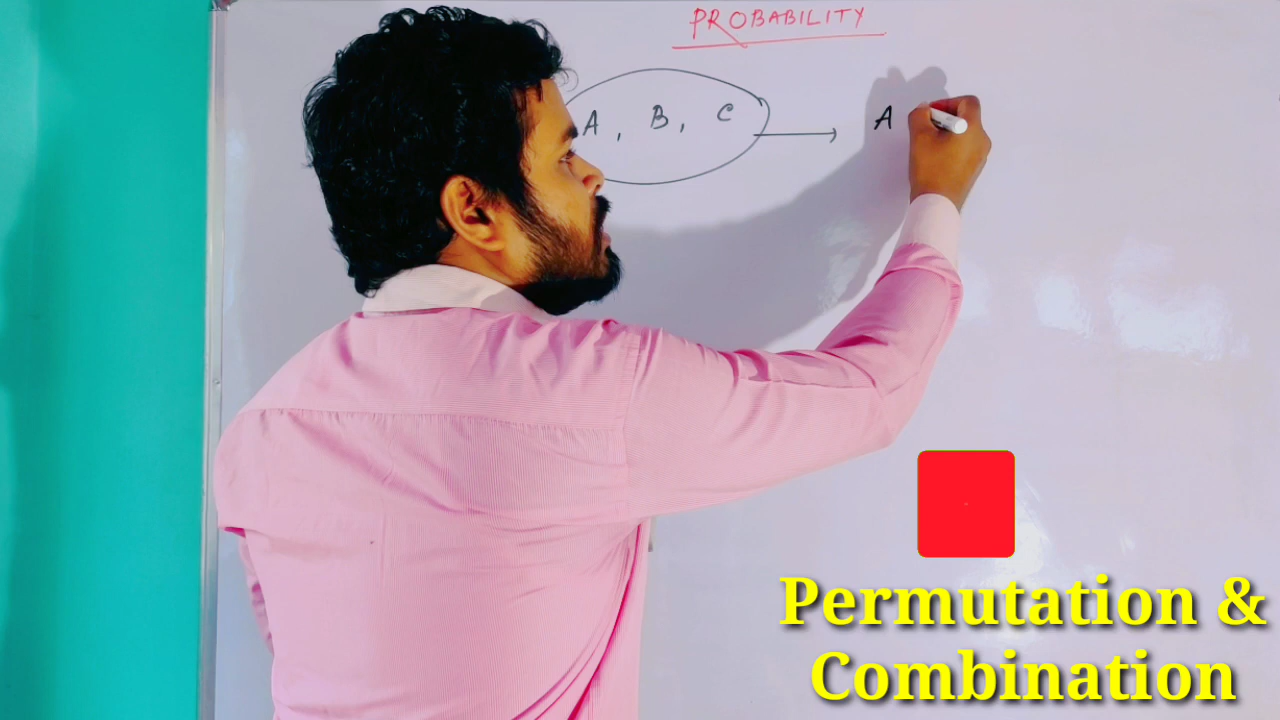 PROBABILITY
A , B , C → A
Permutation &
Combination